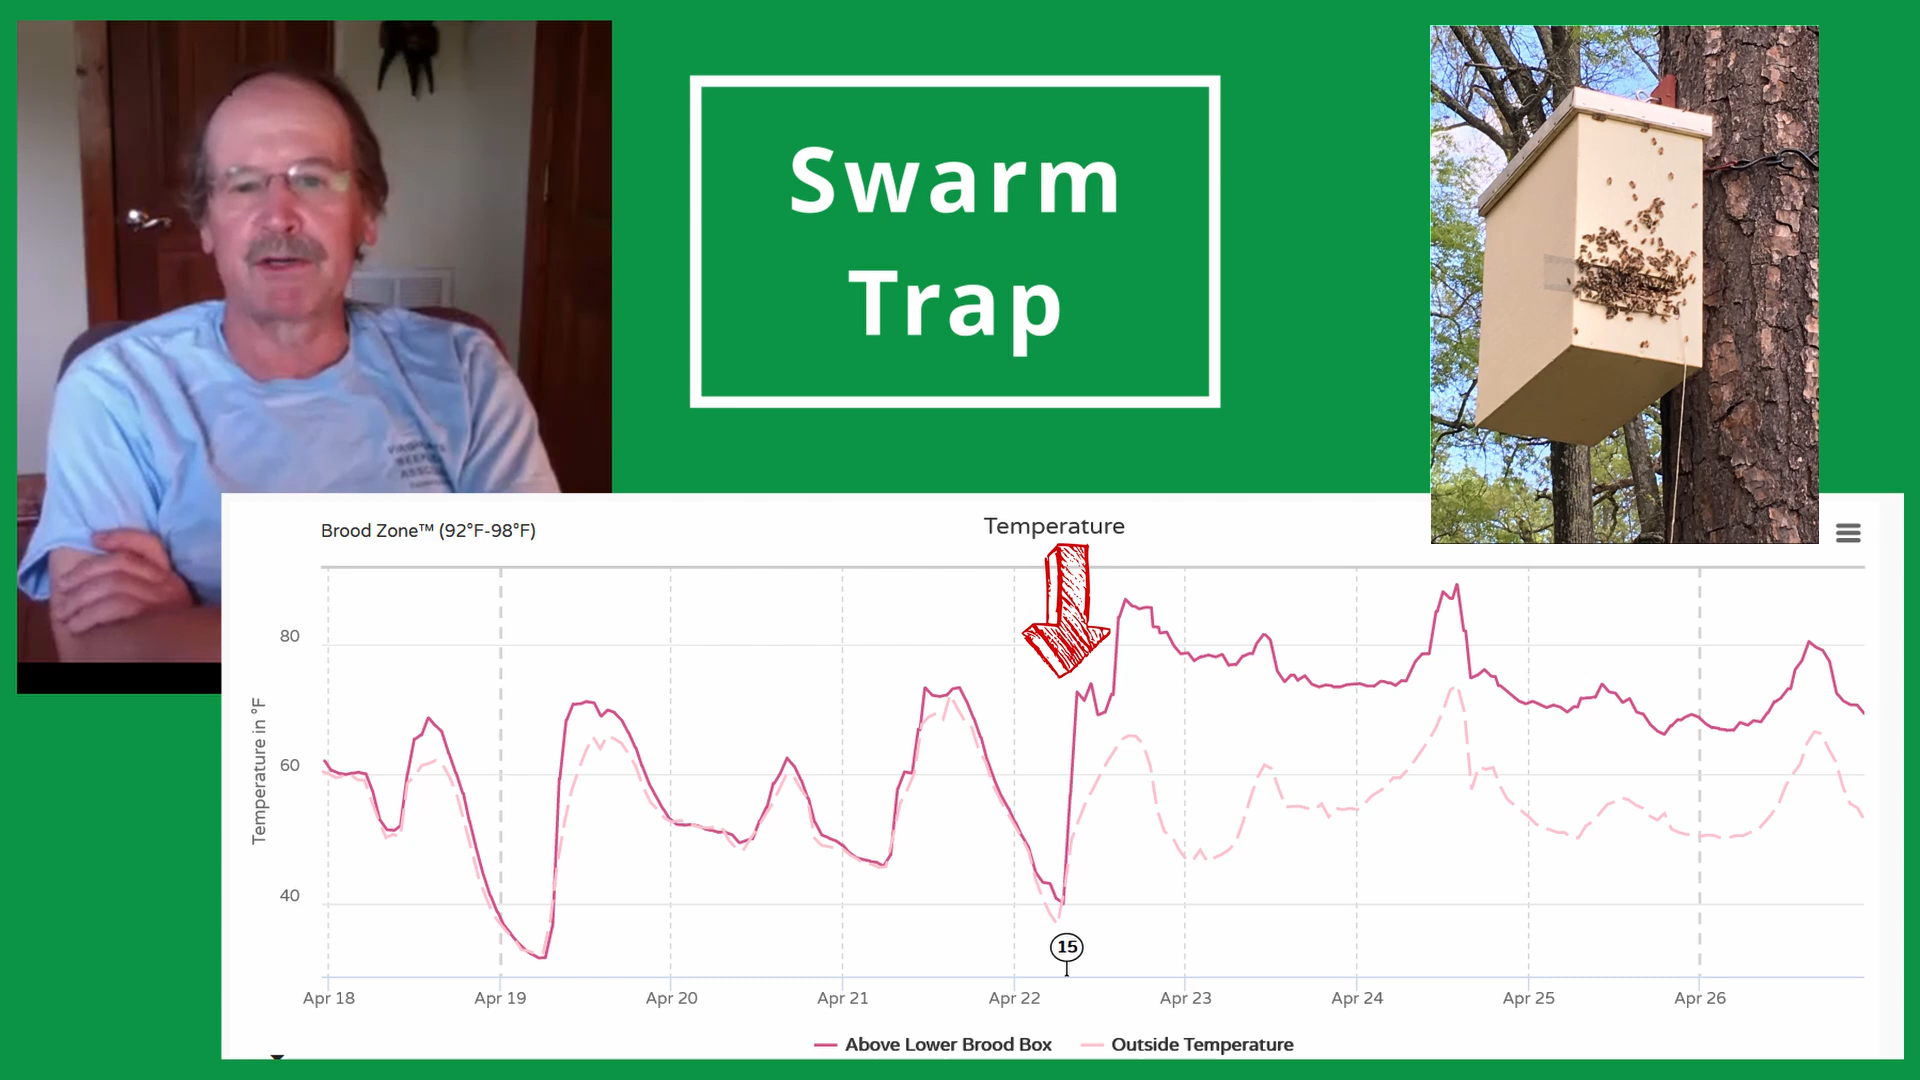 Swarm
Trap
Brood Zone™ (92°F-98°F)
Temperature
Temperature in °F
80
60
40
15
Apr 18
Apr 19
Apr 20
Apr 21
Apr 22
Apr 23
Apr 24
Apr 25
Apr 26
Above Lower Brood Box
Outside Temperature